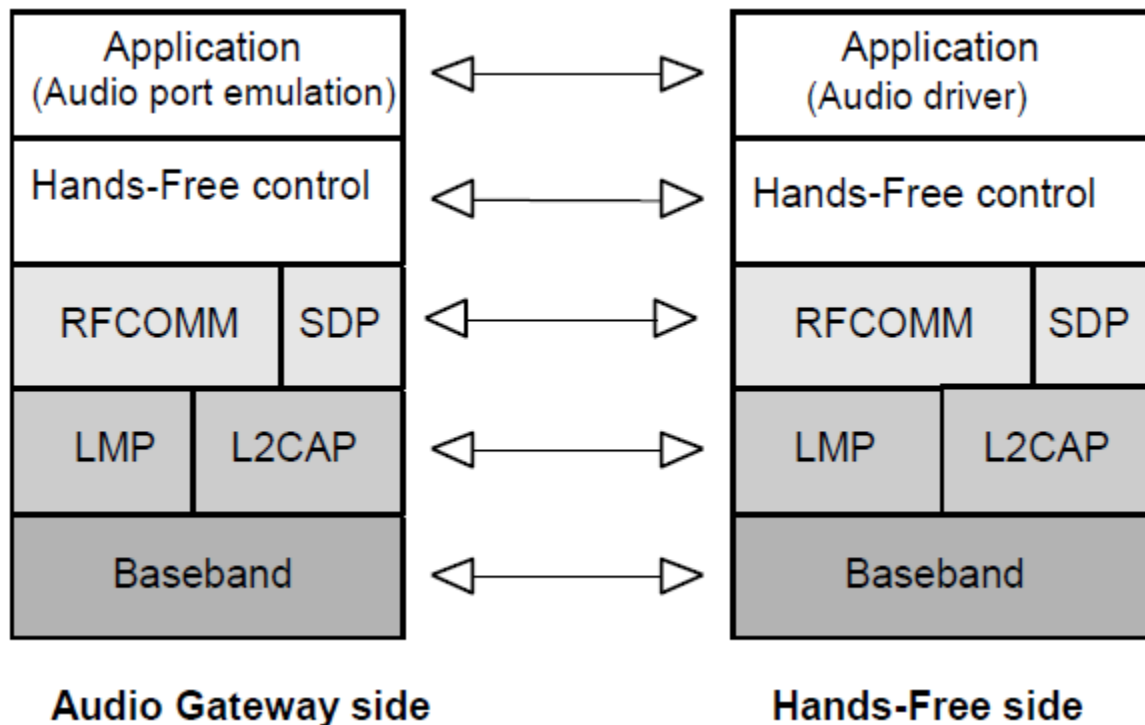 Application
(Audio port emulation)
Hands-Free control
RFCOMM
SDP
LMP
L2CAP
Baseband
Audio Gateway side
Application
(Audio driver)
Hands-Free control
RFCOMM
SDP
LMP
L2CAP
Baseband
Hands-Free side